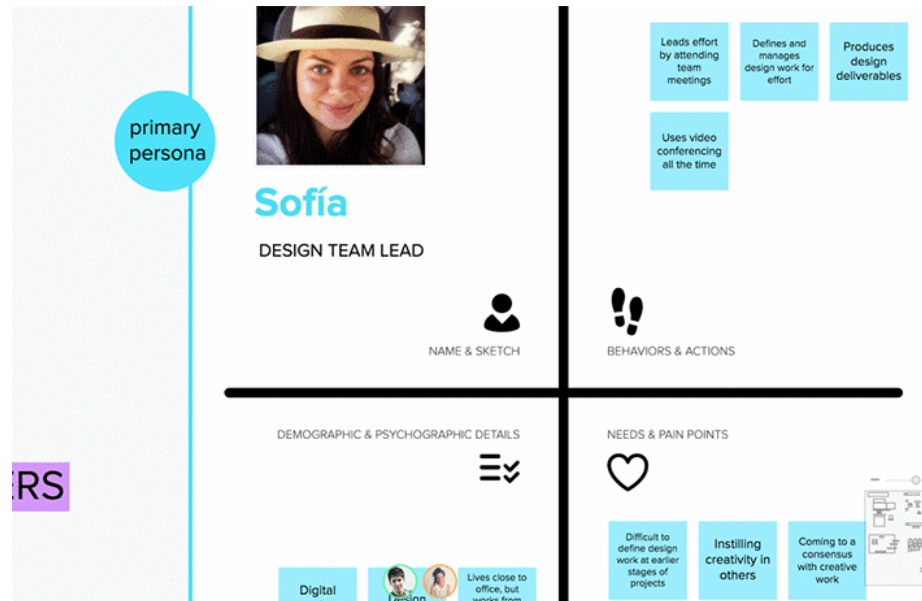 primary
persona
Sofía
DESIGN TEAM LEAD
NAME & SKETCH
Leads effort
by attending
team
meetings
Defines and
manages
design work for
effort
Produces
design
deliverables
Uses video
conferencing
all the time
BEHAVIORS & ACTIONS
ERS
DEMOGRAPHIC & PSYCHOGRAPHIC DETAILS
Digital
Design
Lives close to
office, but
works from
NEEDS & PAIN POINTS
Difficult to
define design
work at earlier
stages of
projects
Instilling
creativity in
others
Coming to a
consensus
with creative
work